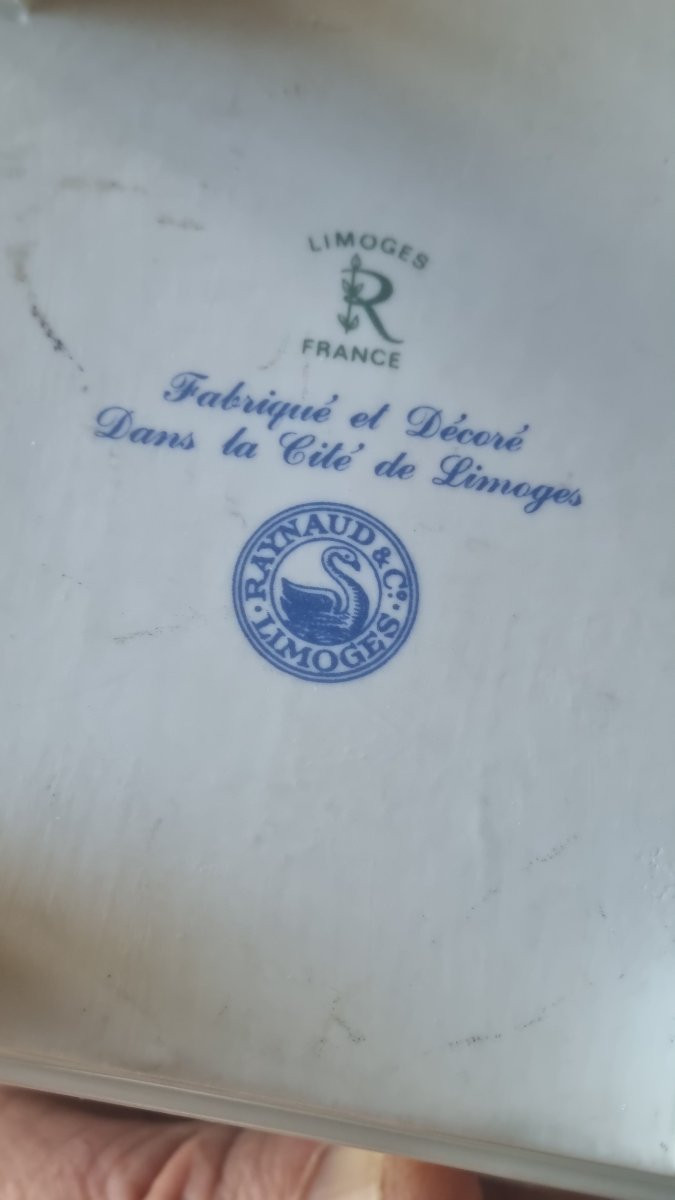 LIMOGES
R
FRANCE
Fabriqué et Décoré
Dans la Cité de Limoges
RAYNAUD & Co.
LIMOGES